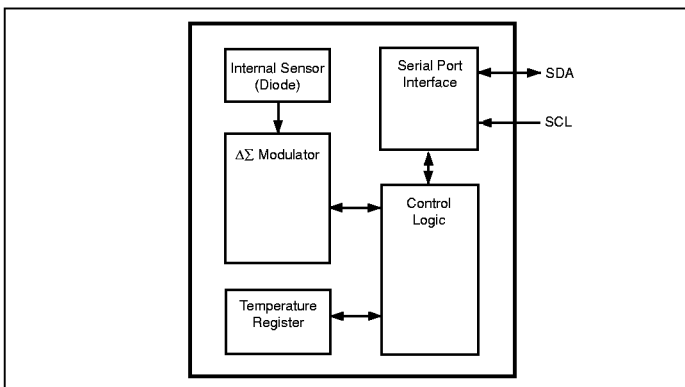 Internal Sensor
(Diode)
Serial Port
Interface
SDA
SCL
ΔΣ Modulator
Control
Logic
Temperature
Register